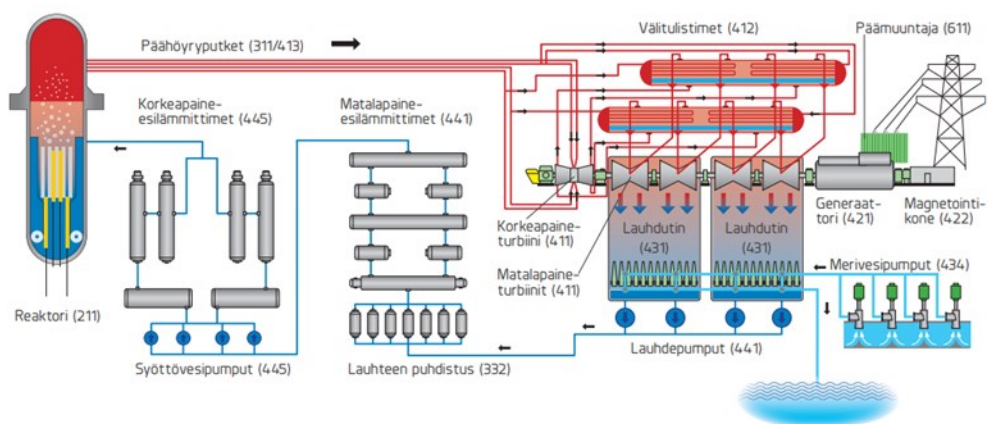 Päähöyryputket (311/413)
Välitulistimet (412)
Päämuuntaja (611)
Korkeapaine-
esilämmittimet (445)
Matalapaine-
esilämmittimet (441)
Korkeapaine-
turbiini (411)
Matalapaine-
turbiinit (411)
Lauhdutin
(431)
Lauhdutin
(431)
Generaat-
tori (421)
Magnetointi-
kone (422)
Merivesipumput (434)
Reaktori (211)
Syöttövesipumput (445)
Lauhteen puhdistus (332)
Lauhdepumput (441)